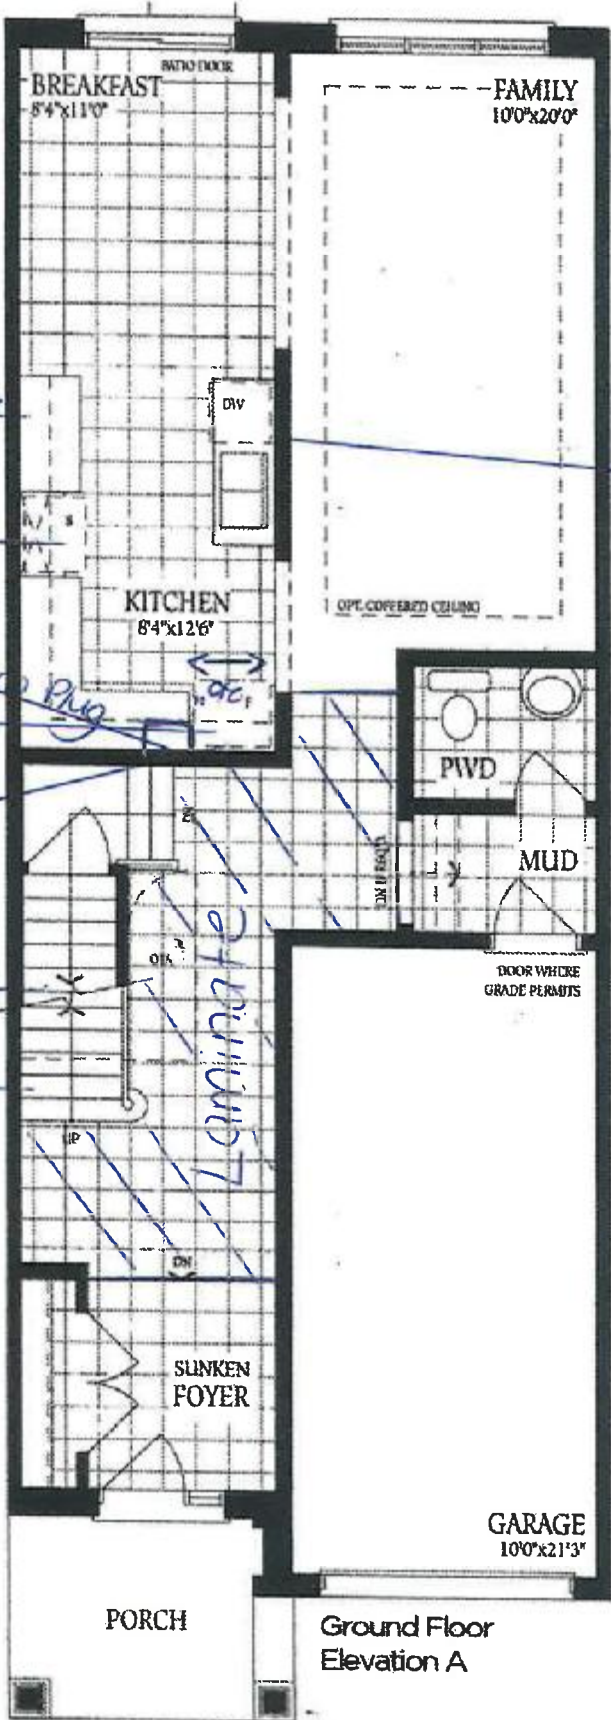 PATIO DOOR
BREAKFAST
8'4"x11'0"
FAMILY
10'0"x20'0"
DW
S
KITCHEN
8'4"x12'6"
OPT. COFFERED CEILING
Plug
PWD
MUD
DN
Laminate
DOOR WHERE
GRADE PERMITS
UP
DN
SUNKEN
FOYER
GARAGE
10'0"x21'3"
PORCH
Ground Floor
Elevation A